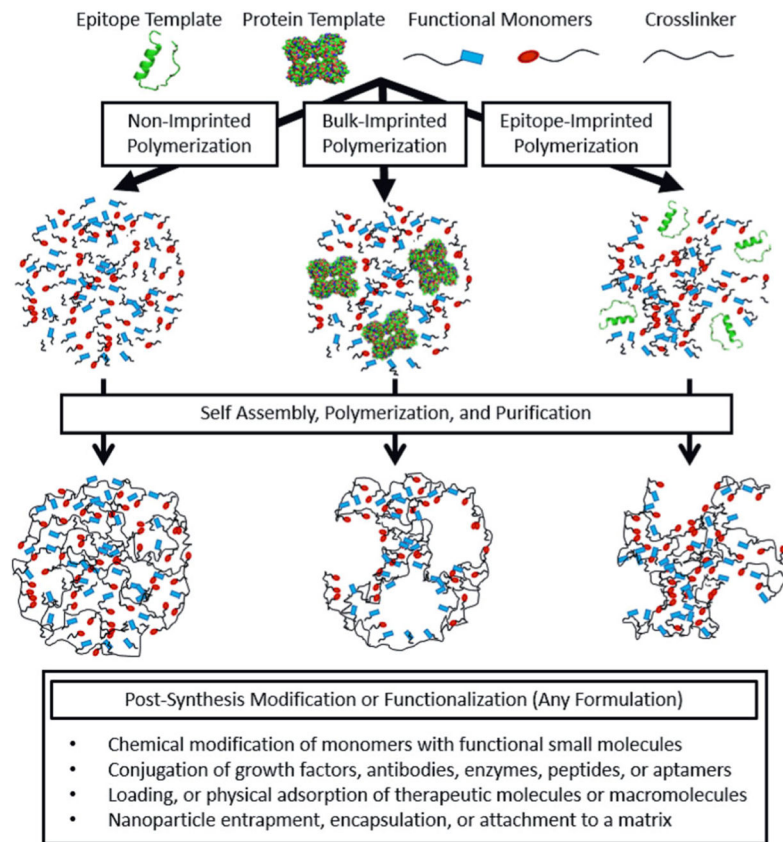 Epitope Template Protein Template Functional Monomers Crosslinker
Non-Imprinted
Polymerization
Bulk-Imprinted
Polymerization
Epitope-Imprinted
Polymerization
Self Assembly, Polymerization, and Purification
Post-Synthesis Modification or Functionalization (Any Formulation)
• Chemical modification of monomers with functional small molecules
• Conjugation of growth factors, antibodies, enzymes, peptides, or aptamers
• Loading, or physical adsorption of therapeutic molecules or macromolecules
• Nanoparticle entrapment, encapsulation, or attachment to a matrix